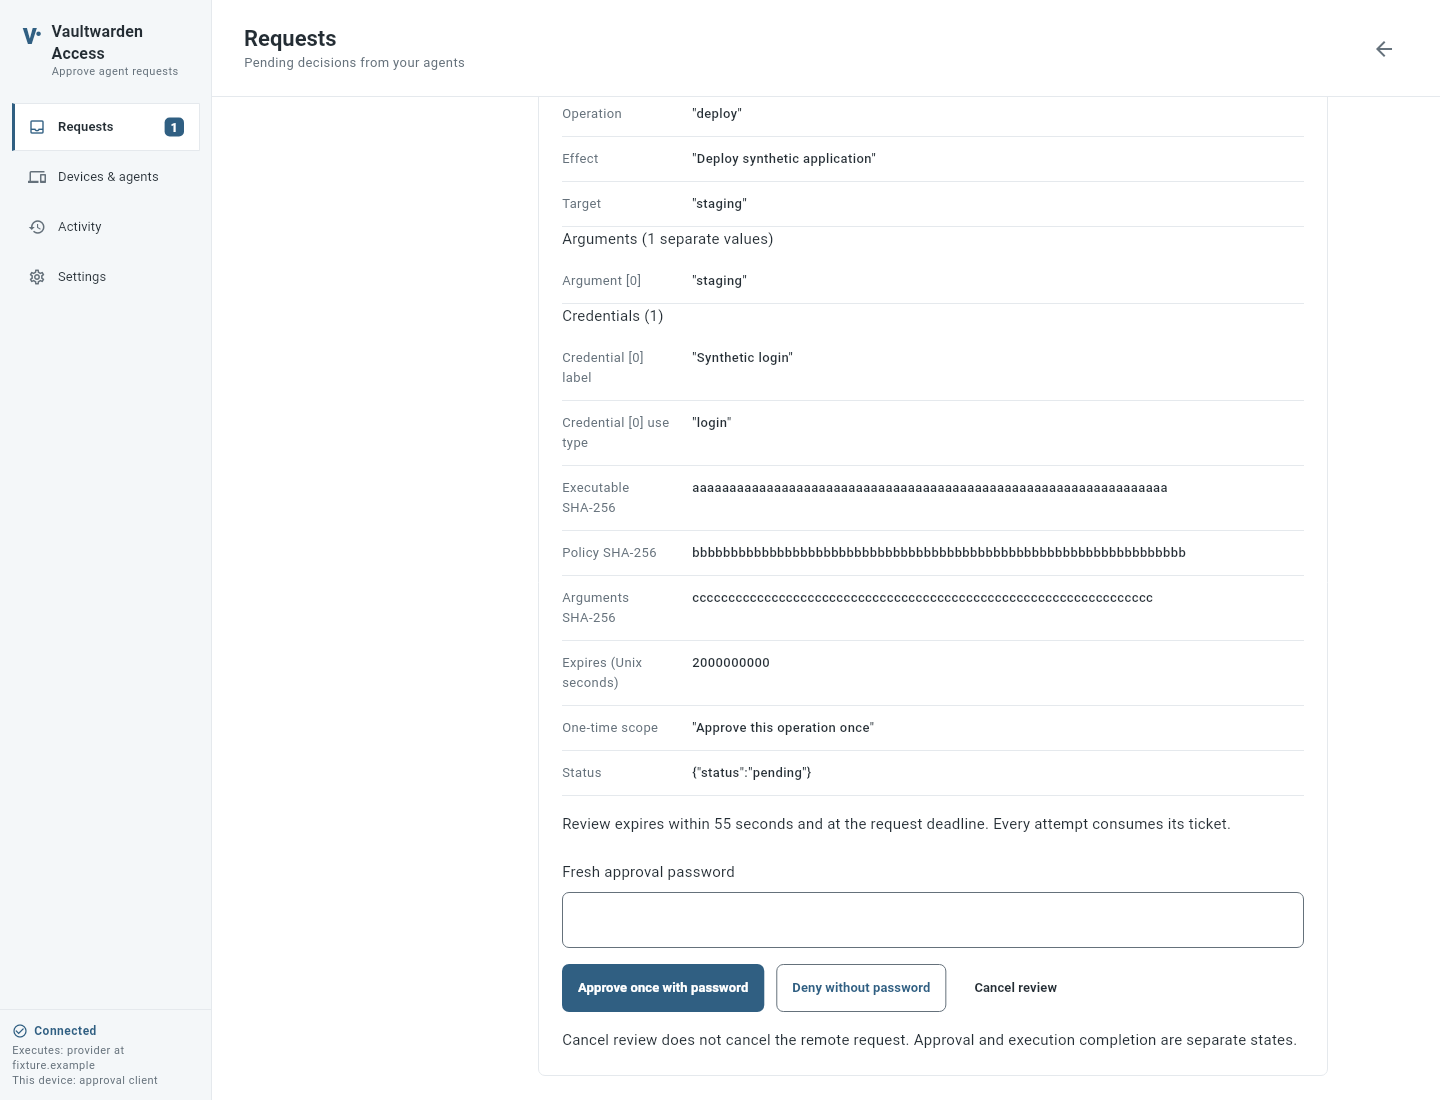 Vaultwarden
Access
Approve agent requests
Requests
1
Devices & agents
Activity
Settings
Connected
Executes: provider at
fixture.example
This device: approval client
Requests
Pending decisions from your agents
Operation "deploy"
Effect "Deploy synthetic application"
Target "staging"
Arguments (1 separate values)
Argument [0] "staging"
Credentials (1)
Credential [0] "Synthetic login"
label
Credential [0] use "login"
type
Executable aaaaaaaaaaaaaaaaaaaaaaaaaaaaaaaaaaaaaaaaaaaaaaaaaaaaaaaaaaaaaaaa
SHA-256
Policy SHA-256 bbbbbbbbbbbbbbbbbbbbbbbbbbbbbbbbbbbbbbbbbbbbbbbbbbbbbbbbbbbbbbbb
Arguments cccccccccccccccccccccccccccccccccccccccccccccccccccccccccccccccc
SHA-256
Expires (Unix 2000000000
seconds)
One-time scope "Approve this operation once"
Status {"status":"pending"}
Review expires within 55 seconds and at the request deadline. Every attempt consumes its ticket.
Fresh approval password
Approve once with password
Deny without password
Cancel review
Cancel review does not cancel the remote request. Approval and execution completion are separate states.